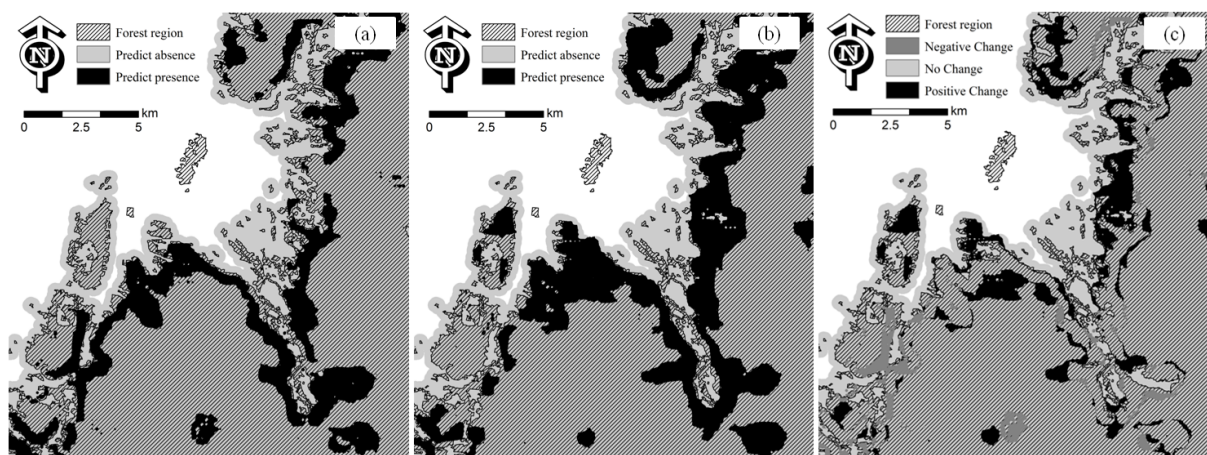 N
(a)
Forest region
Predict absence
Predict presence
km
0 2.5 5
N
(b)
Forest region
Predict absence
Predict presence
km
0 2.5 5
N
(c)
Forest region
Negative Change
No Change
Positive Change
km
0 2.5 5